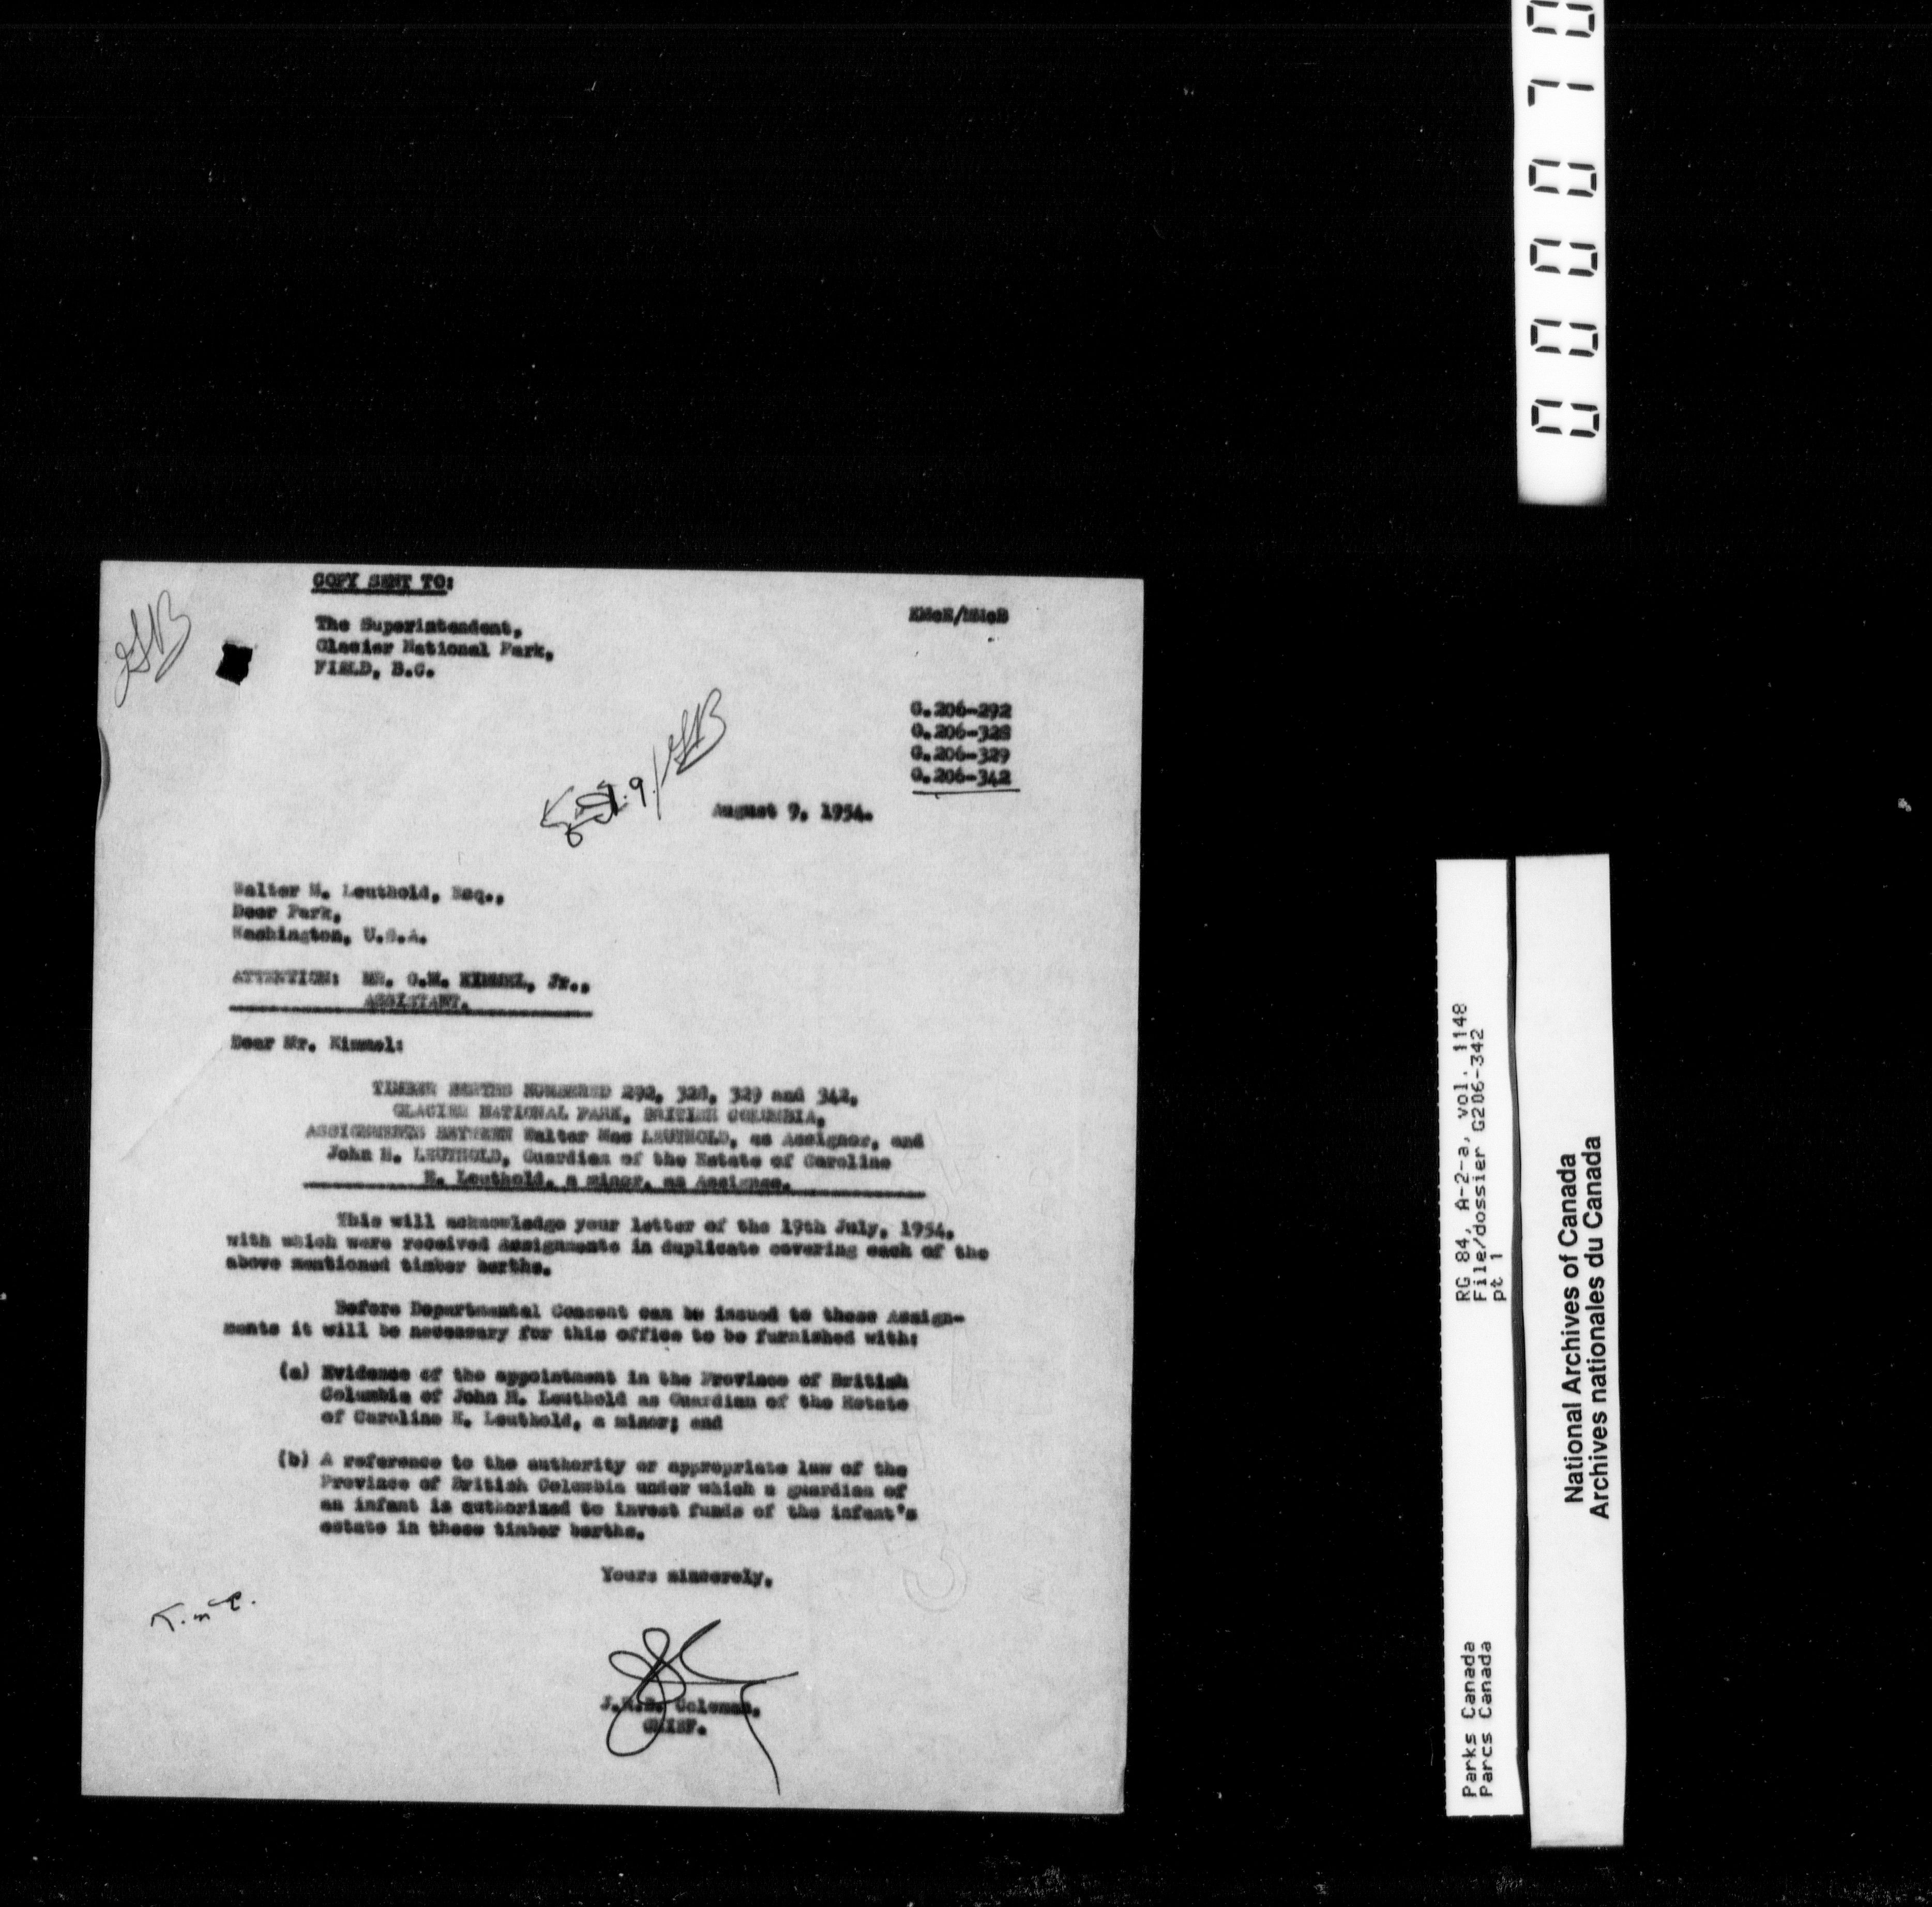 COPY SENT TO:
The Superintendent,
Glacier National Park,
FIELD, B.C.
G.206-292
G.206-328
G.206-329
G.206-342
August 9, 1954.
Walter M. Leuthold, Esq.,
Deer Park,
Washington, U.S.A.
ATTENTION: MR. G.M. KIMMEL, Jr.,
ASSISTANT.
Dear Mr. Kimmel:
TIMBER BERTHS NUMBERED 292, 328, 329 and 342,
GLACIER NATIONAL PARK, BRITISH COLUMBIA,
ASSIGNMENTS BETWEEN Walter Mac LEUTHOLD, as Assignor, and
John H. LEUTHOLD, Guardian of the Estate of Caroline
H. Leuthold, a minor, as Assignee.
This will acknowledge your letter of the 19th July, 1954,
with which were received Assignments in duplicate covering each of the
above mentioned timber berths.
Before Departmental Consent can be issued to these Assign-
ments it will be necessary for this office to be furnished with:
(a) Evidence of the appointment in the Province of British
Columbia of John H. Leuthold as Guardian of the Estate
of Caroline H. Leuthold, a minor; and
(b) A reference to the authority or appropriate law of the
Province of British Columbia under which a guardian of
an infant is authorized to invest funds of the infant's
estate in these timber berths.
Yours sincerely,
J.R.B. Coleman,
CHIEF.
RG 84, A-2-a, vol. 1148
File/dossier G206-342
pt 1
Parks Canada
Parcs Canada
National Archives of Canada
Archives nationales du Canada